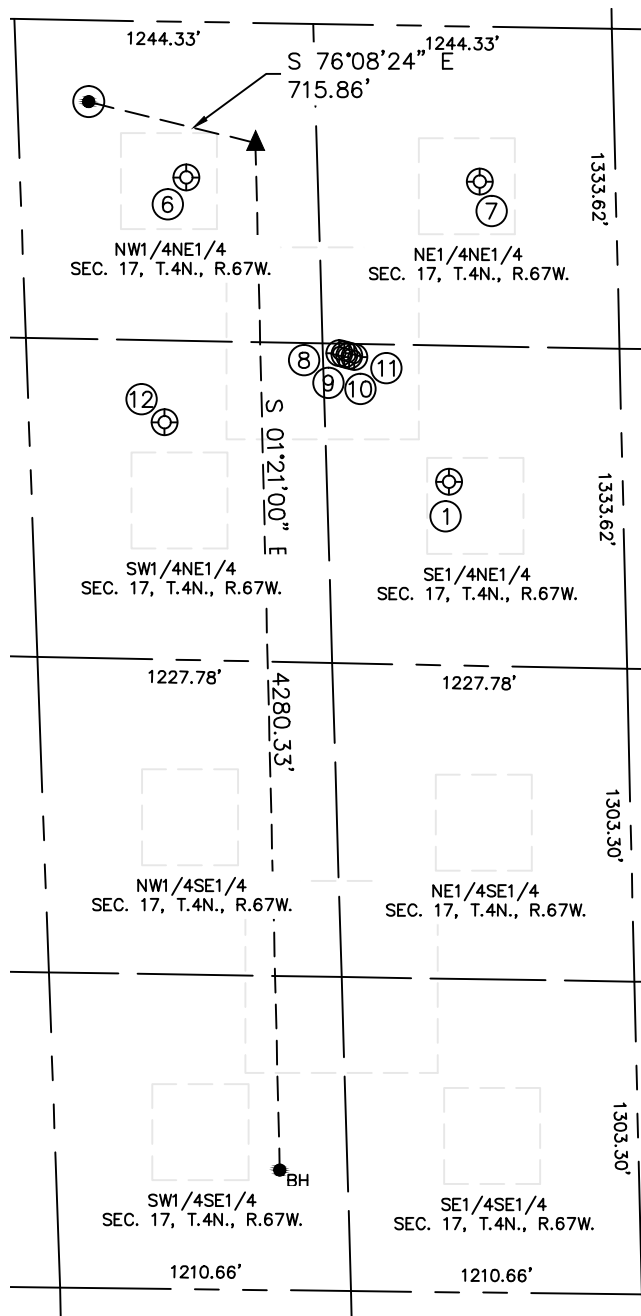 1244.33'
1244.33'
S 76°08'24" E
715.86'
1333.62'
6
7
NW1/4NE1/4
SEC. 17, T.4N., R.67W.
NE1/4NE1/4
SEC. 17, T.4N., R.67W.
8
9
10
11
12
S 01°21'00" E
1
1333.62'
SW1/4NE1/4
SEC. 17, T.4N., R.67W.
SE1/4NE1/4
SEC. 17, T.4N., R.67W.
1227.78'
4280.33'
1227.78'
1303.30'
NW1/4SE1/4
SEC. 17, T.4N., R.67W.
NE1/4SE1/4
SEC. 17, T.4N., R.67W.
1303.30'
BH
SW1/4SE1/4
SEC. 17, T.4N., R.67W.
SE1/4SE1/4
SEC. 17, T.4N., R.67W.
1210.66'
1210.66'